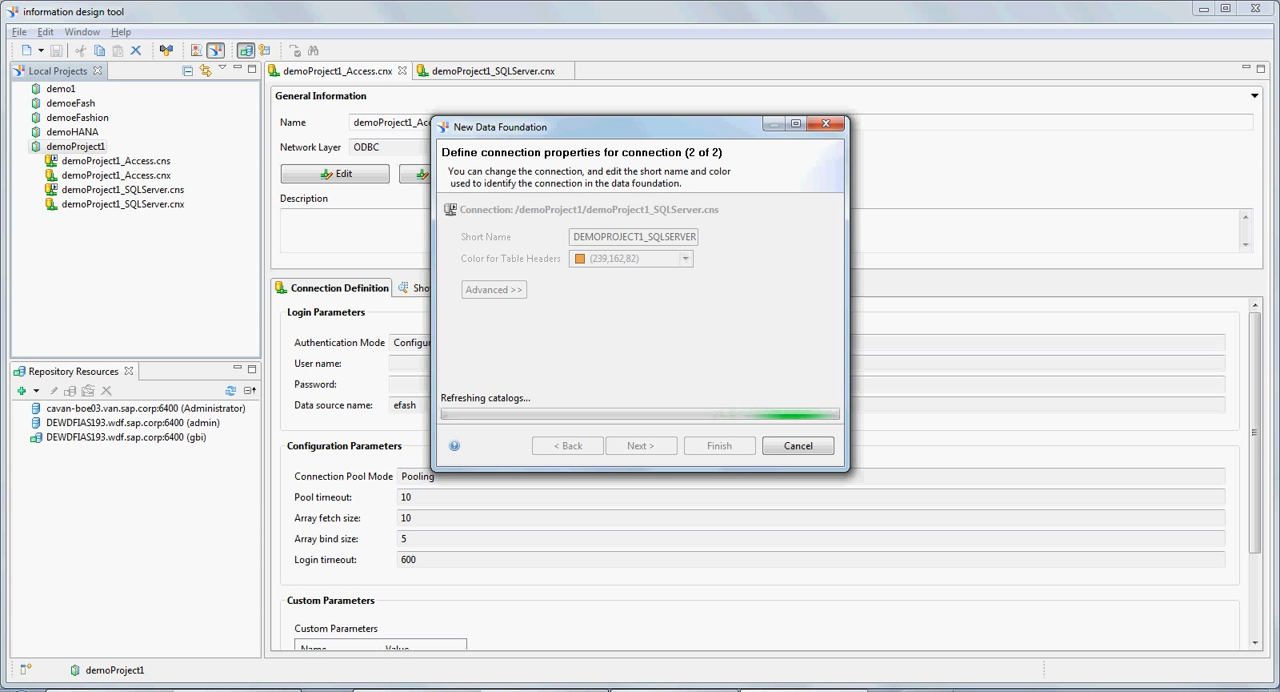 information design tool
File Edit Window Help
Local Projects
demo1
demoeFash
demoeFashion
demoHANA
demoProject1
demoProject1_Access.cns
demoProject1_Access.cnx
demoProject1_SQLServer.cns
demoProject1_SQLServer.cnx
Repository Resources
cavan-boe03.van.sap.corp:6400 (Administrator)
DEWDFIAS193.wdf.sap.corp:6400 (admin)
DEWDFIAS193.wdf.sap.corp:6400 (gbi)
demoProject1_Access.cnx demoProject1_SQLServer.cnx
General Information
Name demoProject1_Acc
Network Layer ODBC
Edit
Description
Connection Definition Sho
Login Parameters
Authentication Mode Configur
User name:
Password:
Data source name: efash
Configuration Parameters
Connection Pool Mode Pooling
Pool timeout: 10
Array fetch size: 10
Array bind size: 5
Login timeout: 600
Custom Parameters
Custom Parameters
Name Value
New Data Foundation
Define connection properties for connection (2 of 2)
You can change the connection, and edit the short name and color
used to identify the connection in the data foundation.
Connection: /demoProject1/demoProject1_SQLServer.cns
Short Name DEMOPROJECT1_SQLSERVER
Color for Table Headers (239,162,82)
Advanced >>
Refreshing catalogs...
< Back Next > Finish Cancel
demoProject1